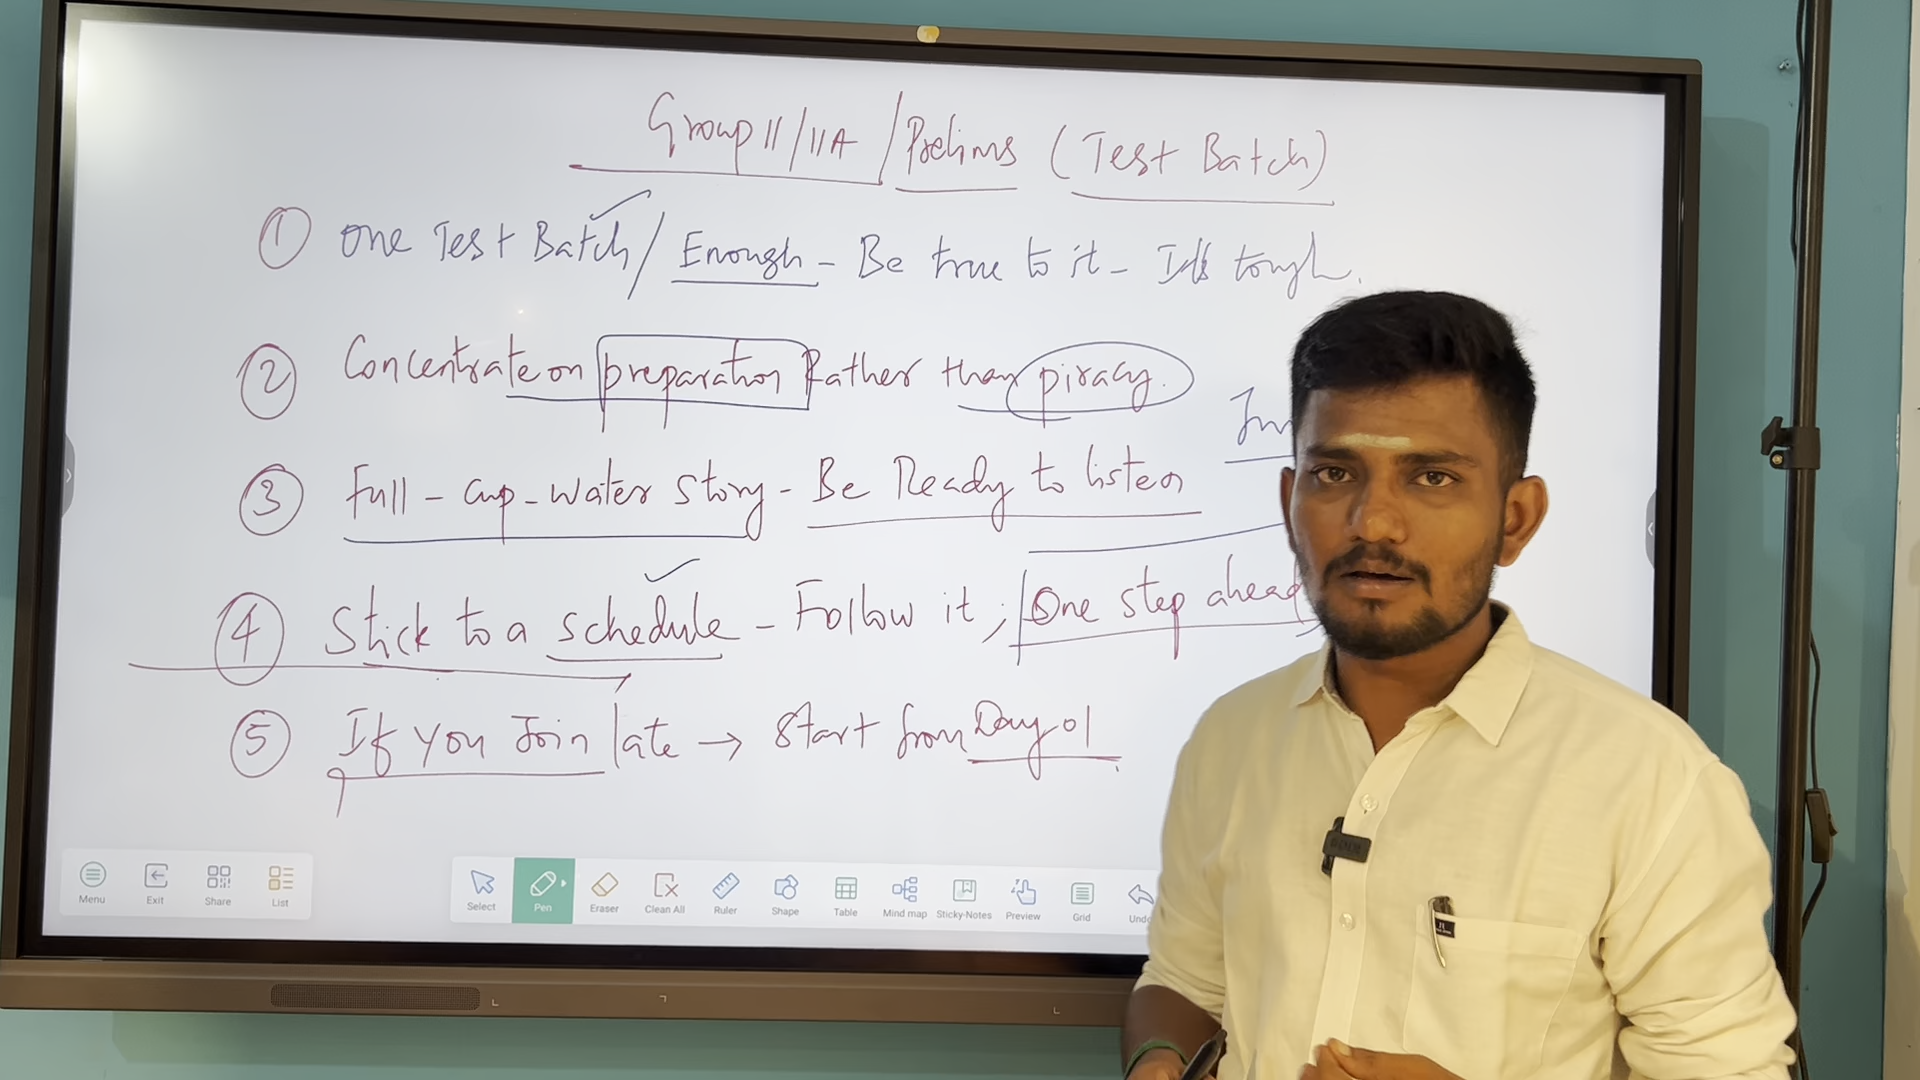 Group II/IIA/Prelims (Test Batch)
① One Test Batch/Enough - Be true to it - It's tough.
② Concentrate on preparation Rather than piracy.
③ Full - cup - water story - Be Ready to listen
④ Stick to a schedule - Follow it; One step ahead
⑤ If you Join late → Start from Day 01
Menu Exit Share List Select Pen Eraser Clean All Ruler Shape Table Mind map Sticky-Notes Preview Grid Undo